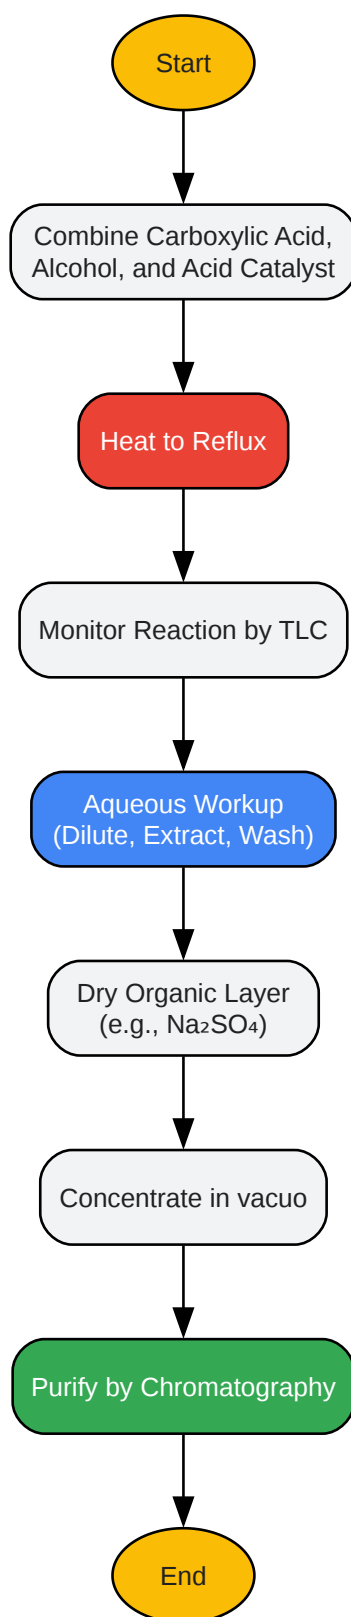 Start
Combine Carboxylic Acid,
Alcohol, and Acid Catalyst
Heat to Reflux
Monitor Reaction by TLC
Aqueous Workup
(Dilute, Extract, Wash)
Dry Organic Layer
(e.g., Na₂SO₄)
Concentrate in vacuo
Purify by Chromatography
End